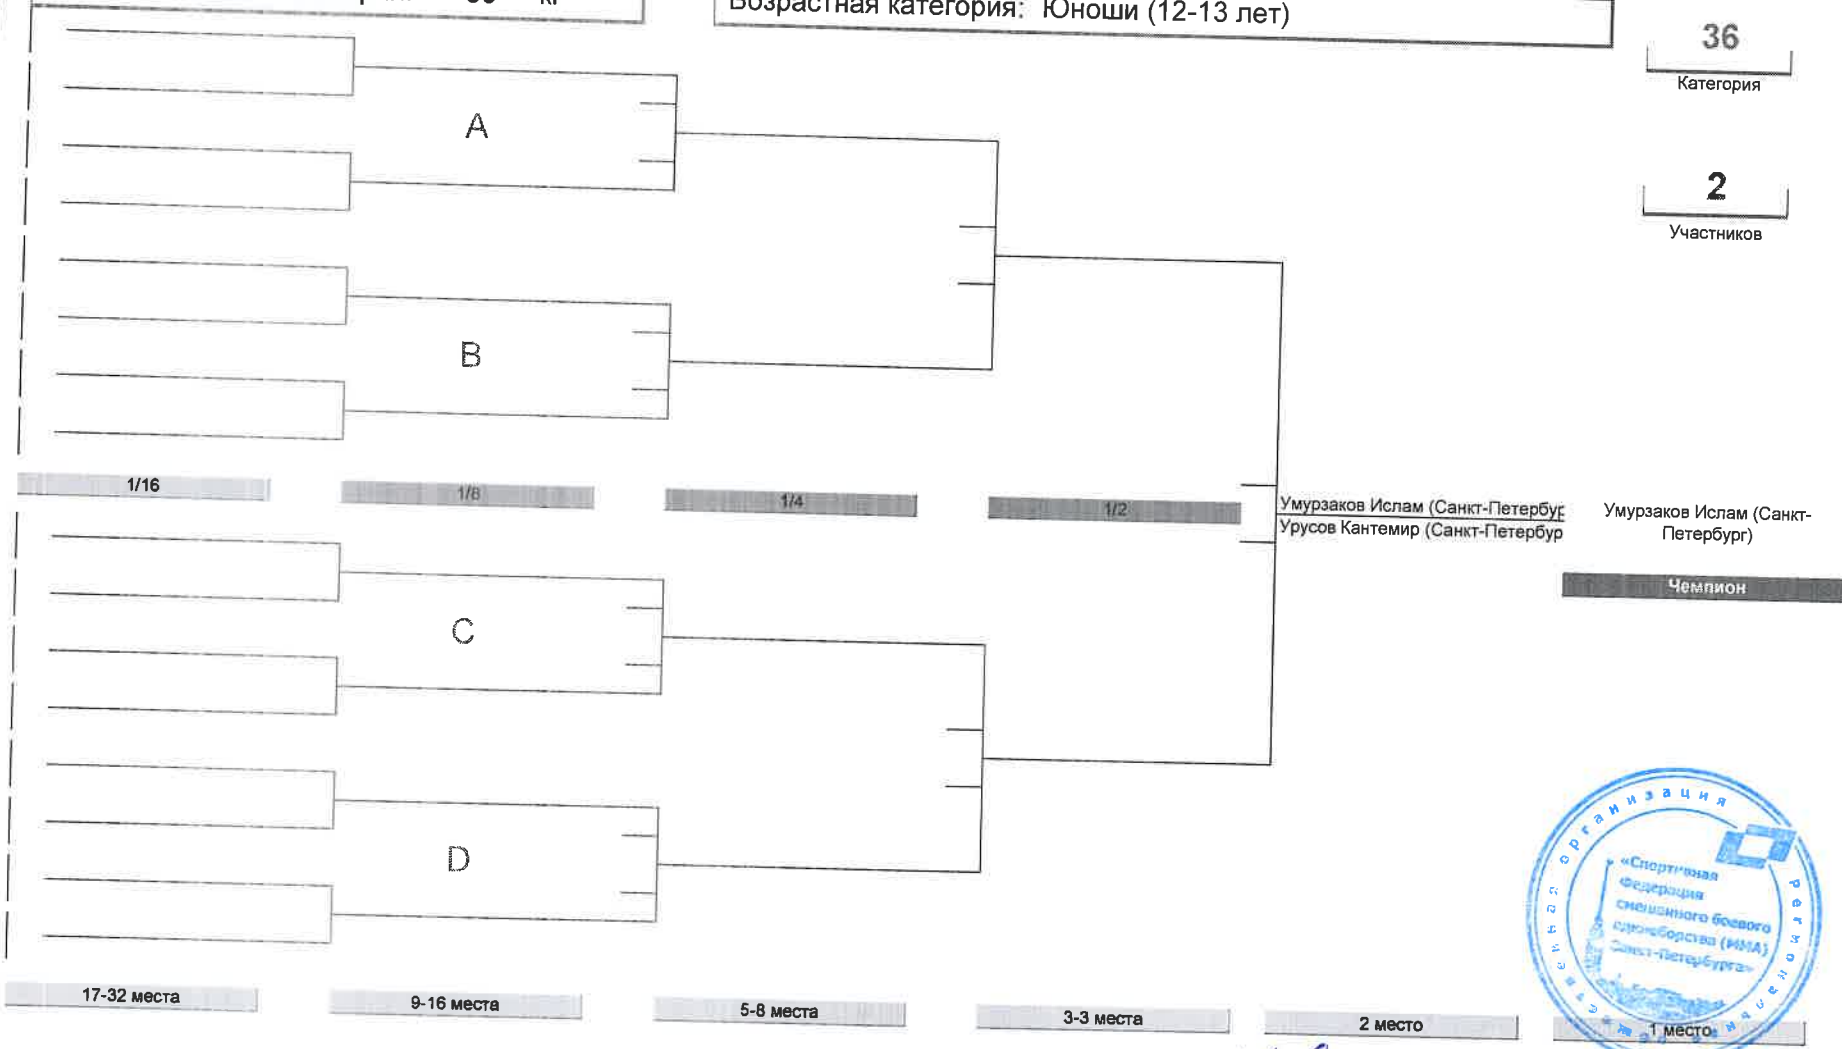 Возрастная категория: Юноши (12-13 лет)
36
Категория
2
Участников
A
B
1/16
1/8
1/4
1/2
Умурзаков Ислам (Санкт-Петербург
Урусов Кантемир (Санкт-Петербур
Умурзаков Ислам (Санкт-
Петербург)
Чемпион
C
D
«Спортивная
Федерация
смешанного боевого
единоборства (ММА)
Санкт-Петербурга»
организация
17-32 места
9-16 места
5-8 места
3-3 места
2 место
1 место